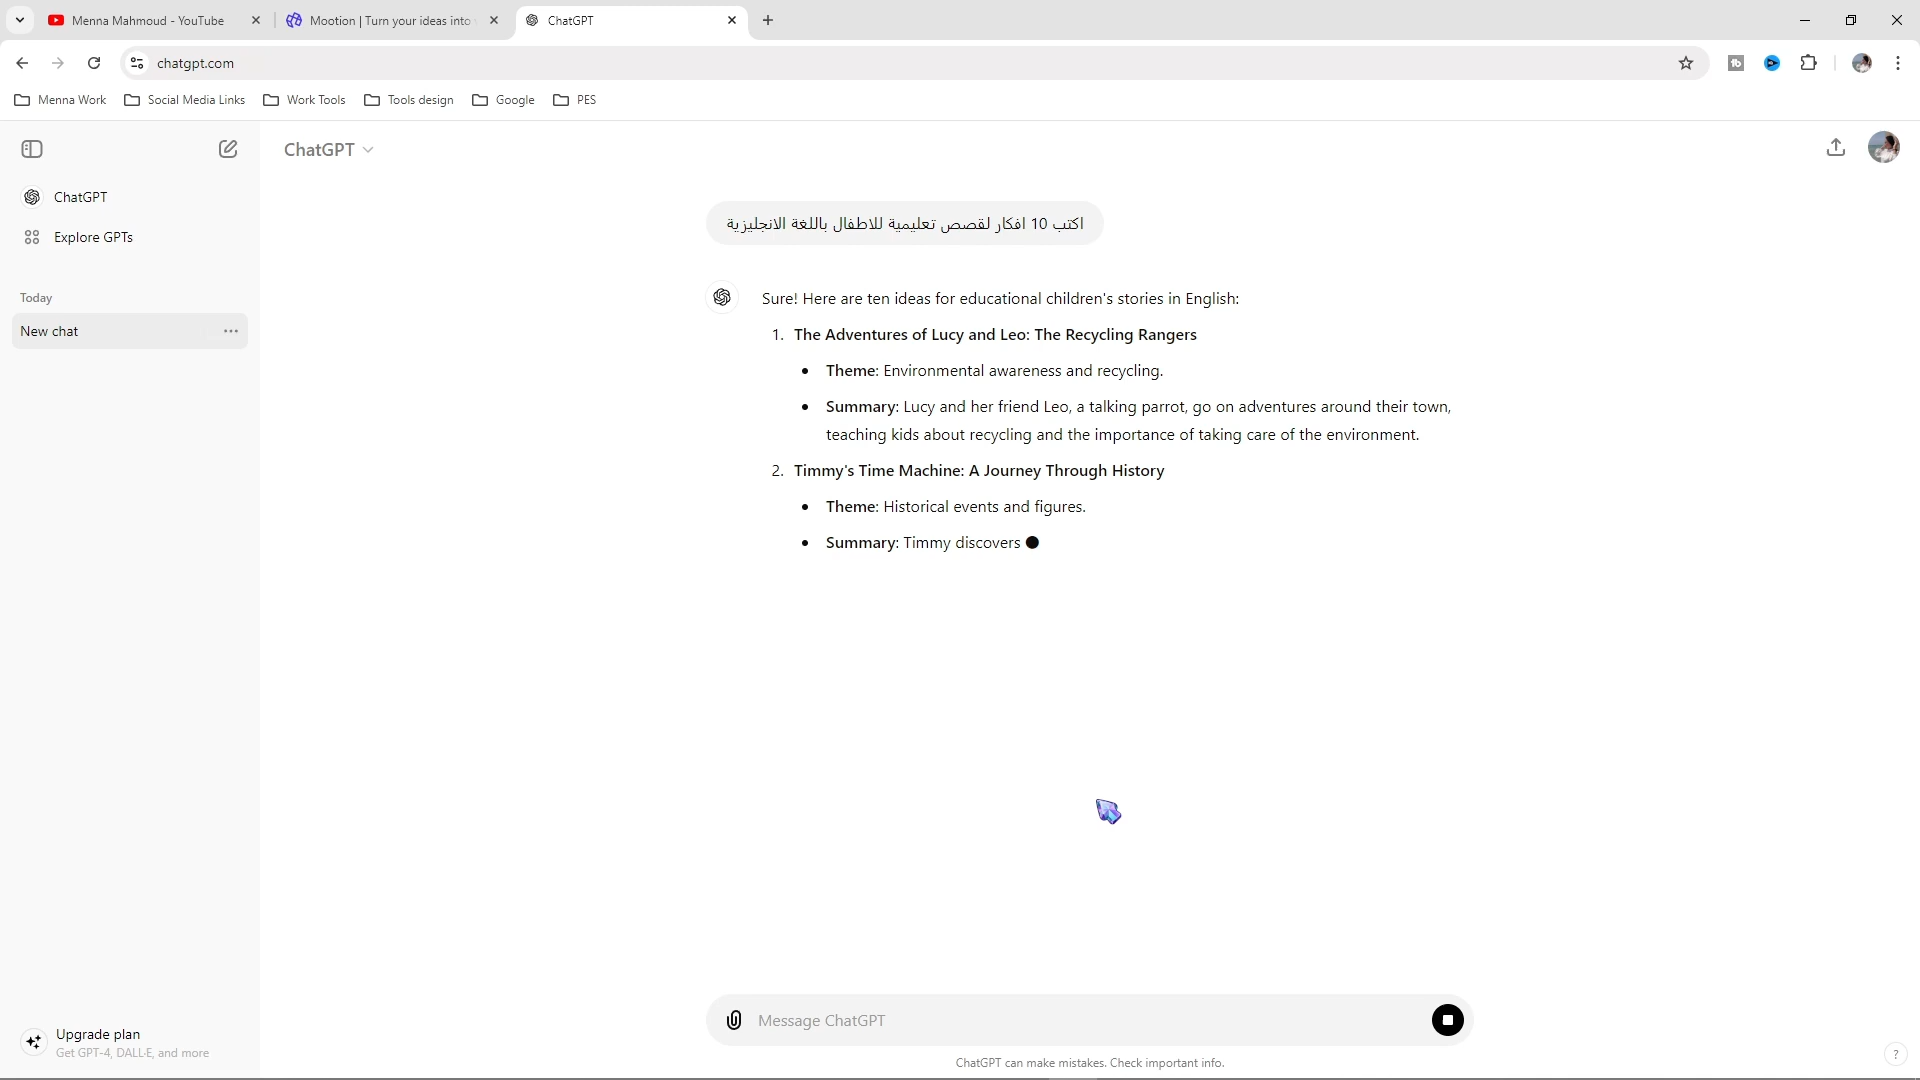 Menna Mahmoud - YouTube
Mootion | Turn your ideas into
ChatGPT
chatgpt.com
Menna Work
Social Media Links
Work Tools
Tools design
Google
PES
ChatGPT
Explore GPTs
Today
New chat
Upgrade plan
Get GPT-4, DALL·E, and more
ChatGPT
اكتب 10 افكار لقصص تعليمية للاطفال باللغة الانجليزية
Sure! Here are ten ideas for educational children's stories in English:
1. The Adventures of Lucy and Leo: The Recycling Rangers
• Theme: Environmental awareness and recycling.
• Summary: Lucy and her friend Leo, a talking parrot, go on adventures around their town,
teaching kids about recycling and the importance of taking care of the environment.
2. Timmy's Time Machine: A Journey Through History
• Theme: Historical events and figures.
• Summary: Timmy discovers
Message ChatGPT
ChatGPT can make mistakes. Check important info.
?